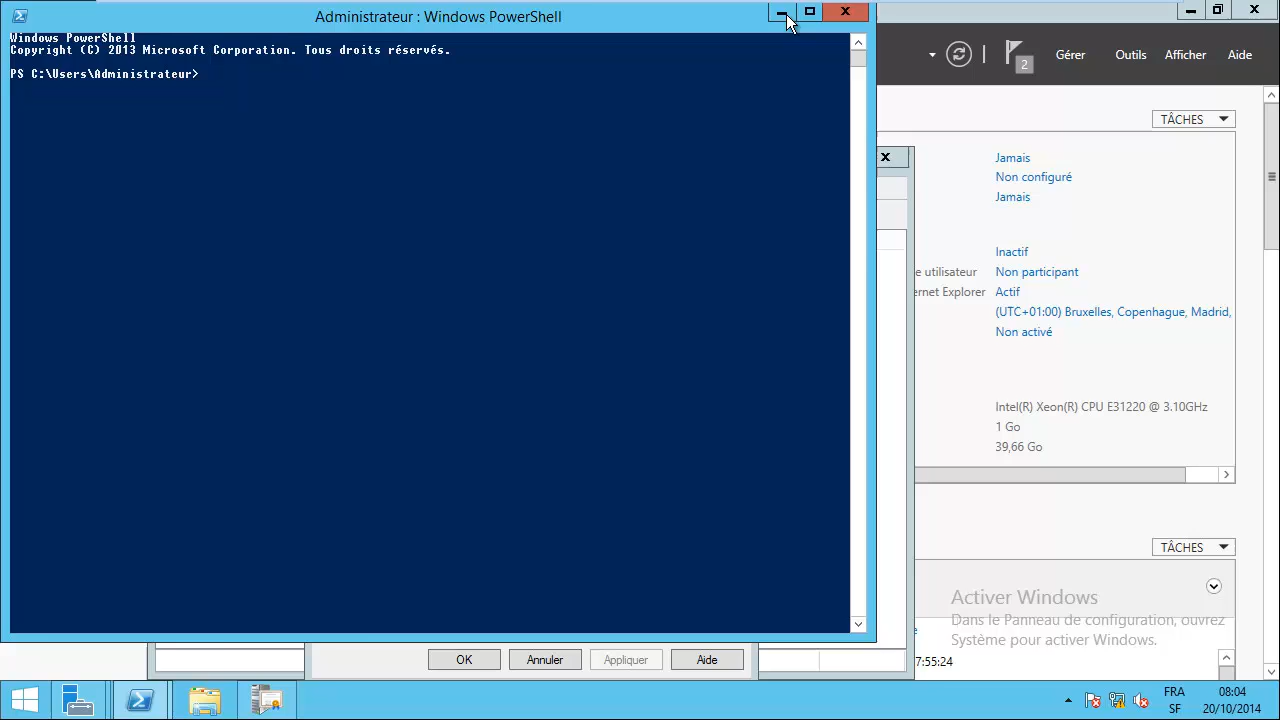 Administrateur : Windows PowerShell
Windows PowerShell
Copyright (C) 2013 Microsoft Corporation. Tous droits réservés.
PS C:\Users\Administrateur>
2
Gérer
Outils
Afficher
Aide
TÂCHES
Jamais
Non configuré
Jamais
Inactif
e utilisateur
Non participant
ernet Explorer
Actif
(UTC+01:00) Bruxelles, Copenhague, Madrid,
Non activé
Intel(R) Xeon(R) CPU E31220 @ 3.10GHz
1 Go
39,66 Go
TÂCHES
Activer Windows
Dans le Panneau de configuration, ouvrez
Système pour activer Windows.
e
7:55:24
OK
Annuler
Appliquer
Aide
FRA
SF
08:04
20/10/2014